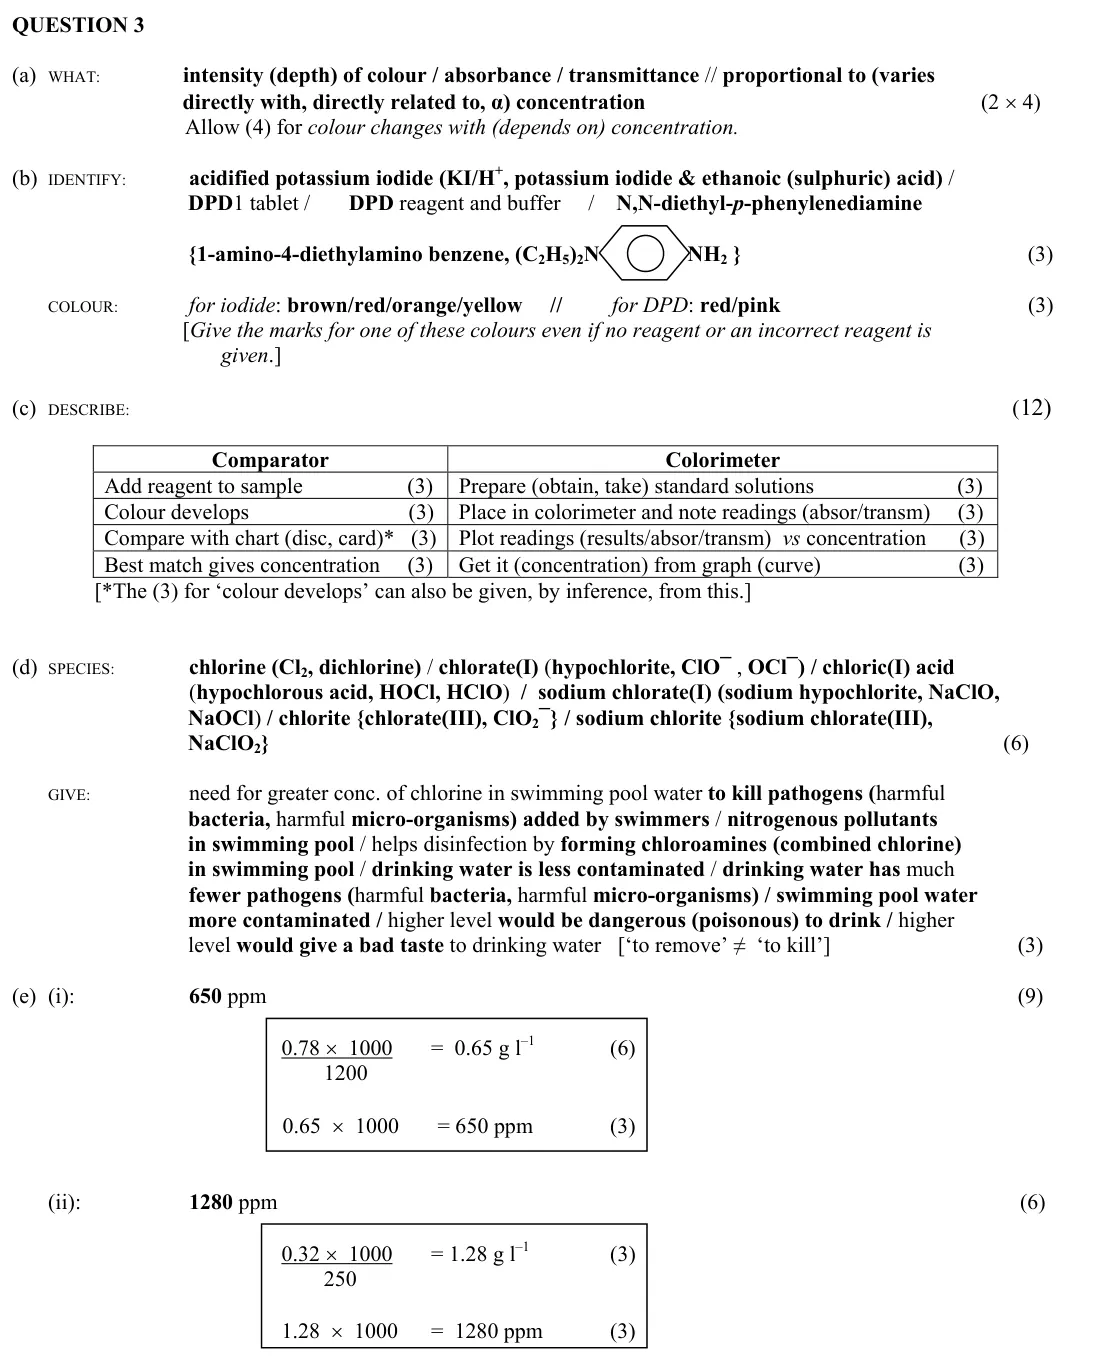 QUESTION 3
(a) WHAT: intensity (depth) of colour / absorbance / transmittance // proportional to (varies
directly with, directly related to, α) concentration (2 × 4)
Allow (4) for colour changes with (depends on) concentration.
(b) IDENTIFY: acidified potassium iodide (KI/H⁺, potassium iodide & ethanoic (sulphuric) acid) /
DPD1 tablet / DPD reagent and buffer / N,N-diethyl-p-phenylenediamine
{1-amino-4-diethylamino benzene, (C₂H₅)₂N NH₂ } (3)
COLOUR: for iodide: brown/red/orange/yellow // for DPD: red/pink (3)
[Give the marks for one of these colours even if no reagent or an incorrect reagent is
given.]
(c) DESCRIBE: (12)
Comparator Colorimeter
Add reagent to sample (3) Prepare (obtain, take) standard solutions (3)
Colour develops (3) Place in colorimeter and note readings (absor/transm) (3)
Compare with chart (disc, card)* (3) Plot readings (results/absor/transm) vs concentration (3)
Best match gives concentration (3) Get it (concentration) from graph (curve) (3)
[*The (3) for ‘colour develops’ can also be given, by inference, from this.]
(d) SPECIES: chlorine (Cl₂, dichlorine) / chlorate(I) (hypochlorite, ClO¯ , OCl¯) / chloric(I) acid
(hypochlorous acid, HOCl, HClO) / sodium chlorate(I) (sodium hypochlorite, NaClO,
NaOCl) / chlorite {chlorate(III), ClO₂¯} / sodium chlorite {sodium chlorate(III),
NaClO₂} (6)
GIVE: need for greater conc. of chlorine in swimming pool water to kill pathogens (harmful
bacteria, harmful micro-organisms) added by swimmers / nitrogenous pollutants
in swimming pool / helps disinfection by forming chloroamines (combined chlorine)
in swimming pool / drinking water is less contaminated / drinking water has much
fewer pathogens (harmful bacteria, harmful micro-organisms) / swimming pool water
more contaminated / higher level would be dangerous (poisonous) to drink / higher
level would give a bad taste to drinking water [‘to remove’ ≠ ‘to kill’] (3)
(e) (i): 650 ppm (9)
0.78 × 1000 = 0.65 g l⁻¹ (6)
1200
0.65 × 1000 = 650 ppm (3)
(ii): 1280 ppm (6)
0.32 × 1000 = 1.28 g l⁻¹ (3)
250
1.28 × 1000 = 1280 ppm (3)